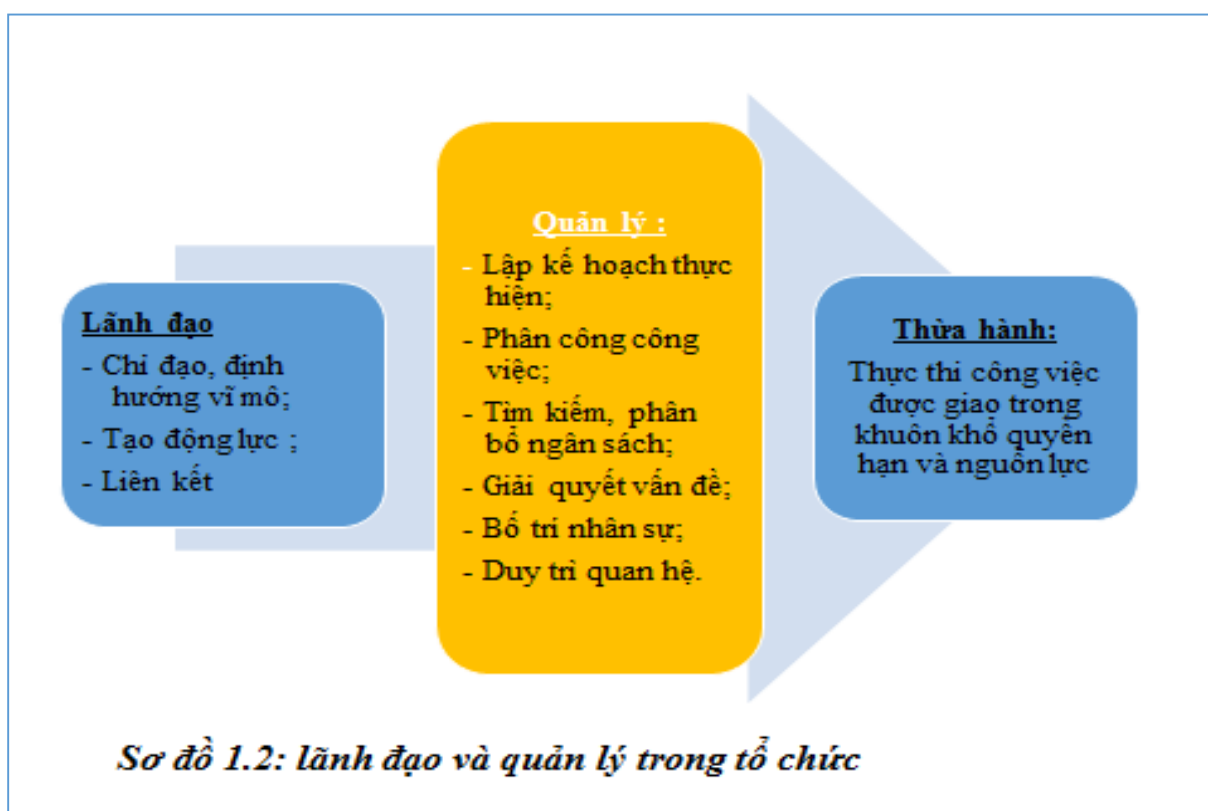 Lãnh đạo
- Chỉ đạo, định
hướng vĩ mô;
- Tạo động lực ;
- Liên kết
Quản lý :
- Lập kế hoạch thực
hiện;
- Phân công công
việc;
- Tìm kiếm, phân
bổ ngân sách;
- Giải quyết vấn đề;
- Bố trí nhân sự;
- Duy trì quan hệ.
Thừa hành:
Thực thi công việc
được giao trong
khuôn khổ quyền
hạn và nguồn lực
Sơ đồ 1.2: lãnh đạo và quản lý trong tổ chức